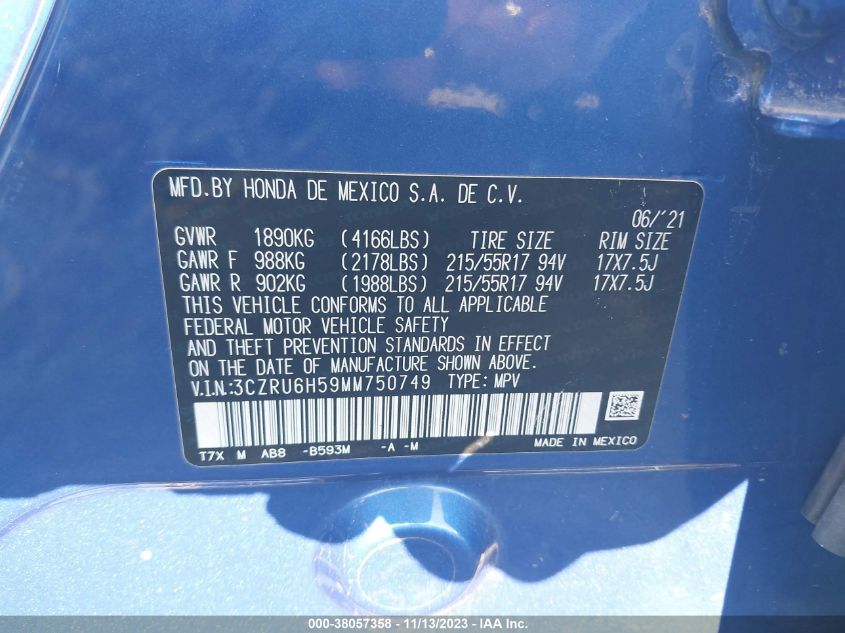 MFD.BY HONDA DE MEXICO S.A. DE C.V.
06/'21
GVWR 1890KG (4166LBS) TIRE SIZE RIM SIZE
GAWR F 988KG (2178LBS) 215/55R17 94V 17X7.5J
GAWR R 902KG (1988LBS) 215/55R17 94V 17X7.5J
THIS VEHICLE CONFORMS TO ALL APPLICABLE
FEDERAL MOTOR VEHICLE SAFETY
AND THEFT PREVENTION STANDARDS IN EFFECT
ON THE DATE OF MANUFACTURE SHOWN ABOVE.
V.I.N.:3CZRU6H59MM750749 TYPE: MPV
T7X M AB8 -B593M -A -M MADE IN MEXICO
000-38057358 - 11/13/2023 - IAA Inc.